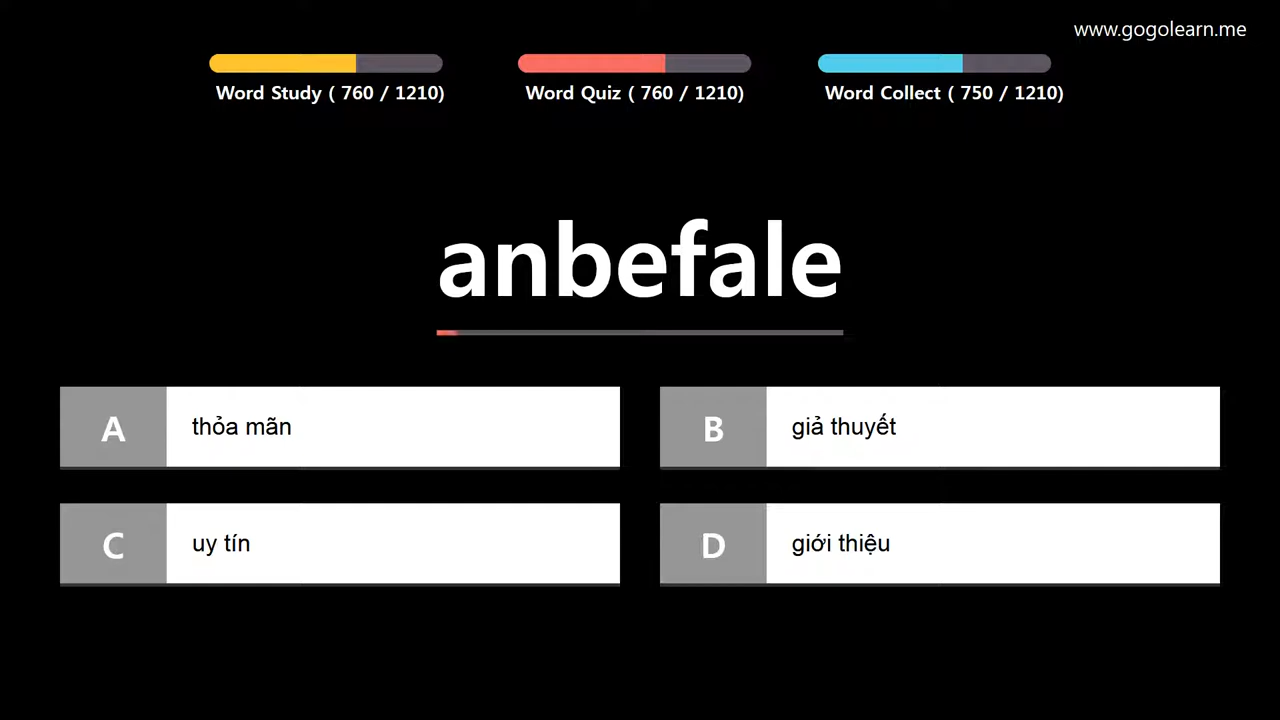 www.gogolearn.me
Word Study ( 760 / 1210)
Word Quiz ( 760 / 1210)
Word Collect ( 750 / 1210)
anbefale
A
thỏa mãn
B
giả thuyết
C
uy tín
D
giới thiệu